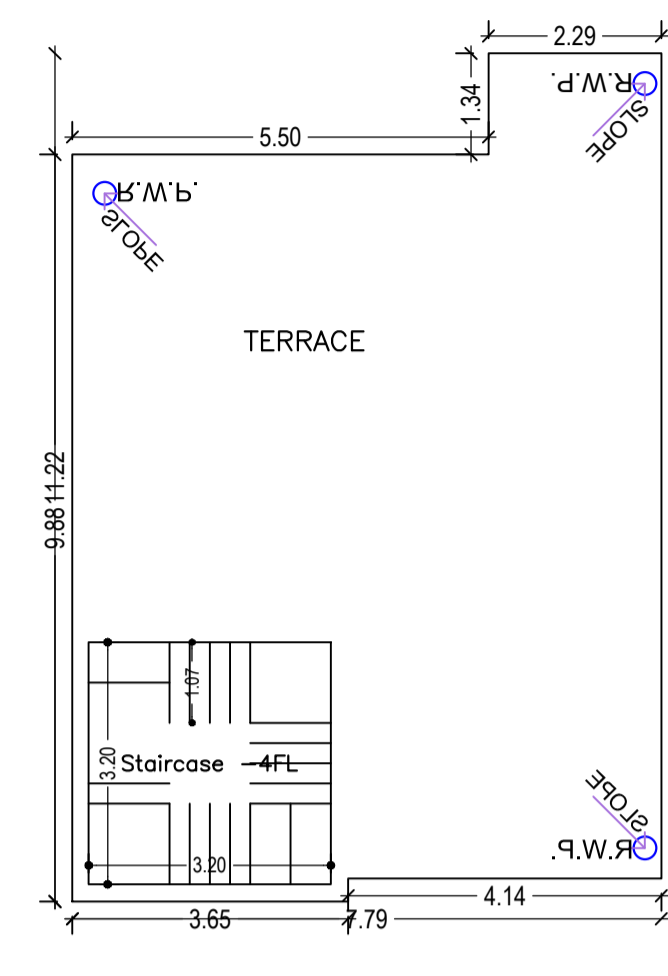 2.29
R.W.P.
SLOPE
1.34
5.50
R.W.P.
SLOPE
TERRACE
9.88
11.22
1.07
3.20
Staircase -4FL
3.20
SLOPE
R.W.P.
4.14
3.65
7.79